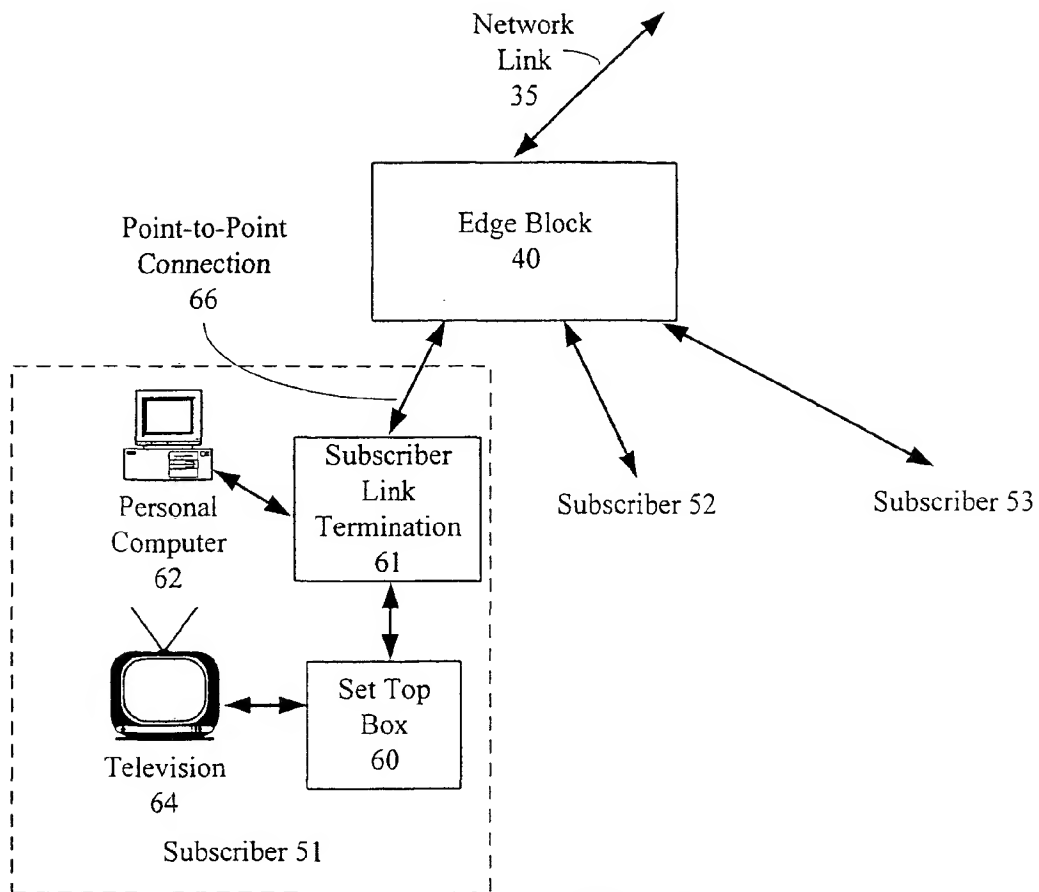 Network
Link
35
Edge Block
40
Point-to-Point
Connection
66
Subscriber
Link
Termination
61
Personal
Computer
62
Subscriber 52
Subscriber 53
Set Top
Box
60
Television
64
Subscriber 51